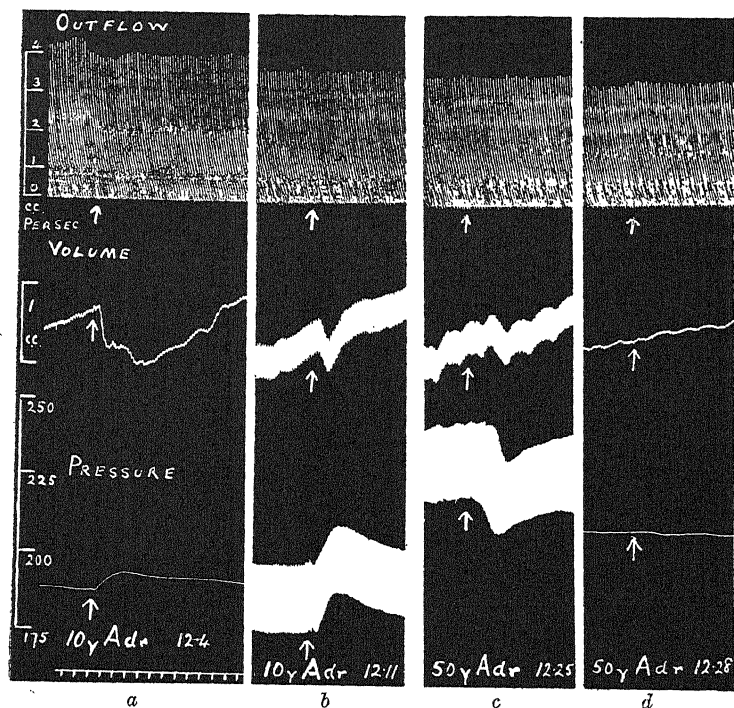 OUTFLOW
4
3
2
1
0
CC
PER SEC
VOLUME
1
CC
250
225
PRESSURE
200
175 10γ Adr 12·4
10γ Adr 12·11
50γ Adr 12·25
50γ Adr 12·28
a b c d